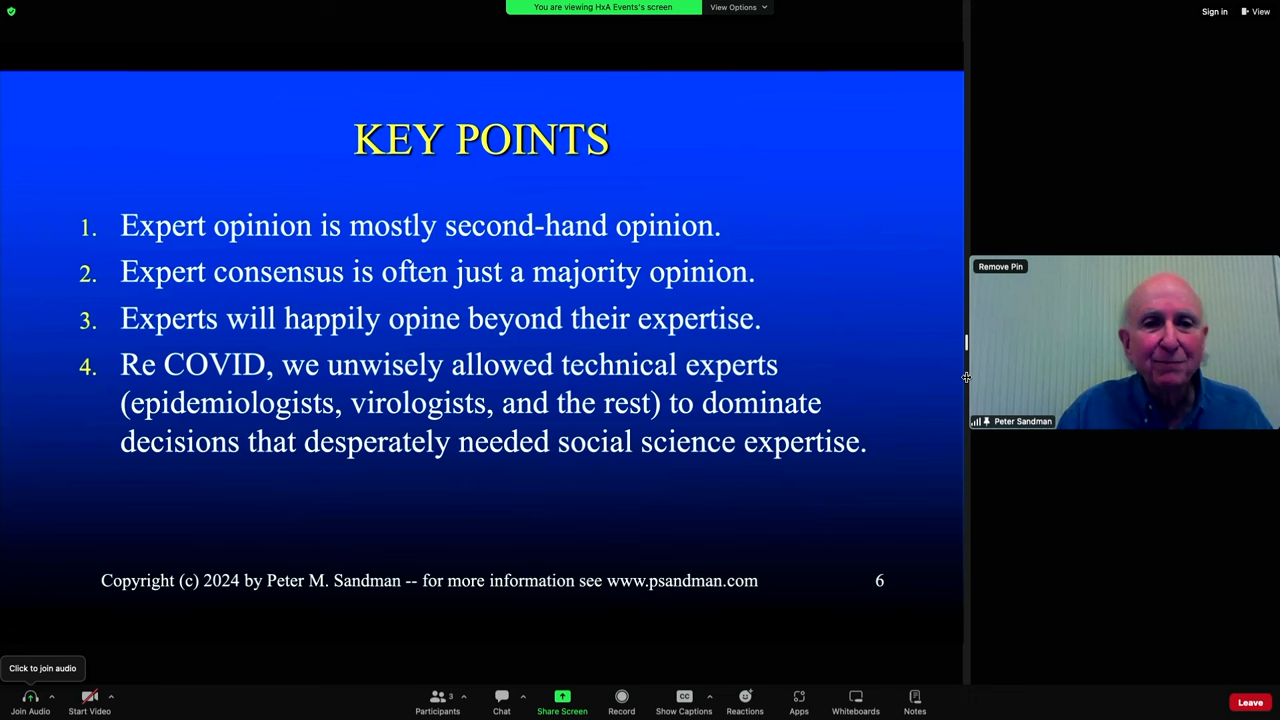 You are viewing HxA Events's screen
View Options
Sign in
View
KEY POINTS
1. Expert opinion is mostly second-hand opinion.
2. Expert consensus is often just a majority opinion.
3. Experts will happily opine beyond their expertise.
4. Re COVID, we unwisely allowed technical experts
(epidemiologists, virologists, and the rest) to dominate
decisions that desperately needed social science expertise.
Copyright (c) 2024 by Peter M. Sandman -- for more information see www.psandman.com 6
Remove Pin
Peter Sandman
Click to join audio
Join Audio
Start Video
Participants 3
Chat
Share Screen
Record
CC
Show Captions
Reactions
Apps
Whiteboards
Notes
Leave